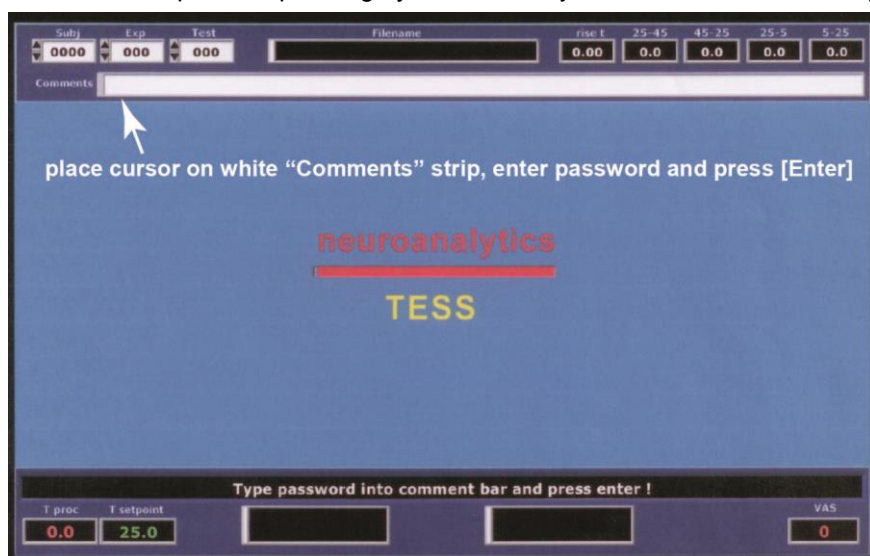 Subj Exp Test Filename rise t 25-45 45-25 25-5 5-25
0000 000 000 0.00 0.0 0.0 0.0 0.0
Comments
place cursor on white “Comments” strip, enter password and press [Enter]
neuroanalytics
TESS
Type password into comment bar and press enter !
T proc T setpoint VAS
0.0 25.0 0